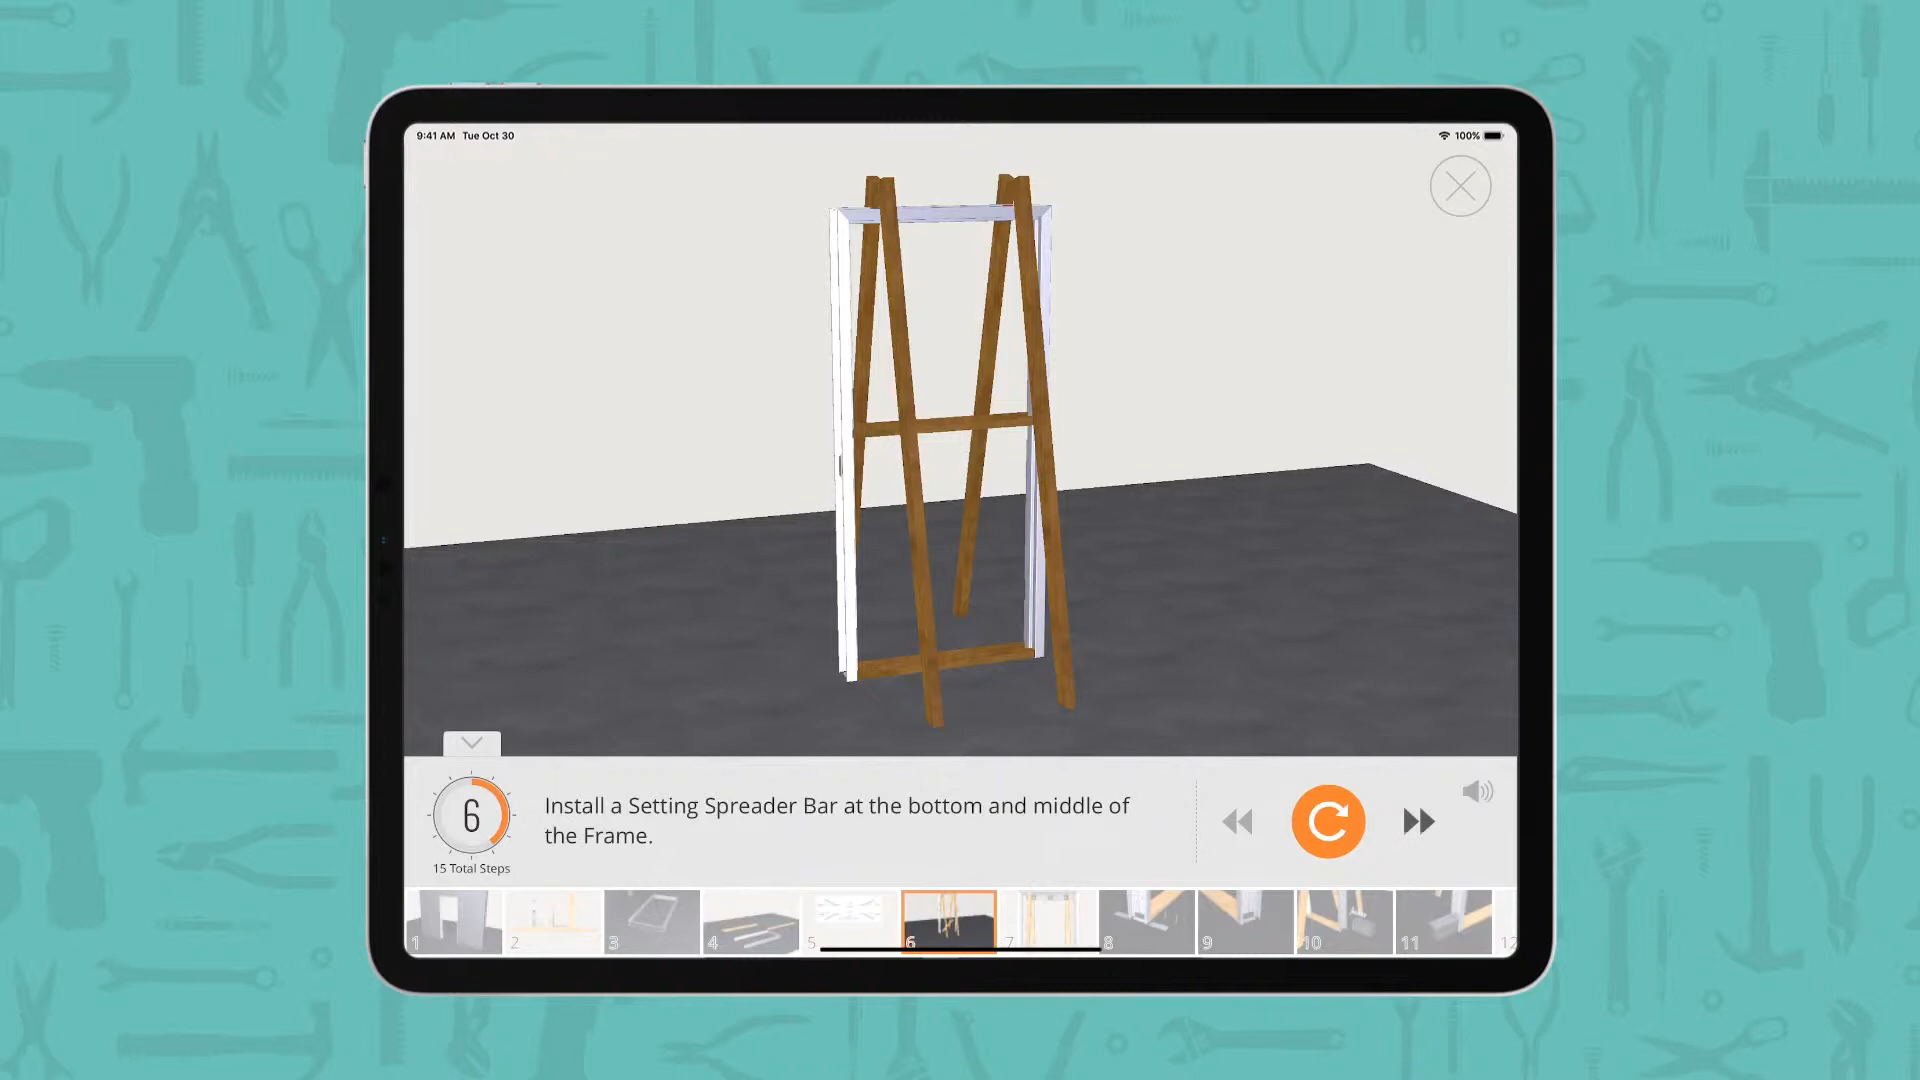 9:41 AM Tue Oct 30
100%
6
Install a Setting Spreader Bar at the bottom and middle of
the Frame.
15 Total Steps
1 2 3 4 5 6 7 8 9 10 11 12